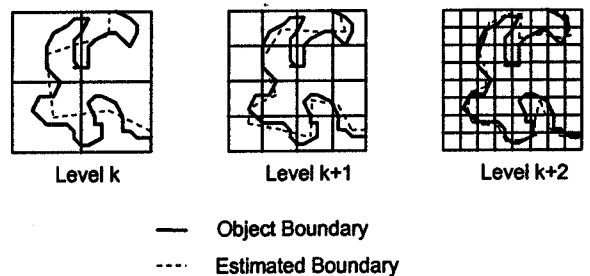 Level k
Level k+1
Level k+2
Object Boundary
Estimated Boundary